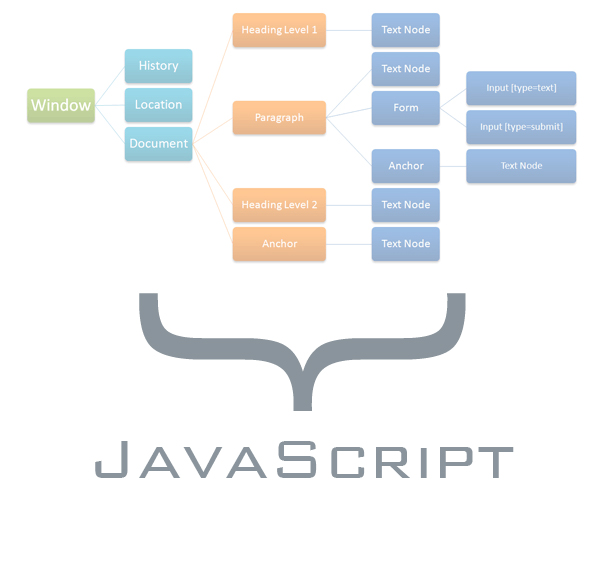 Heading Level 1
Text Node
Text Node
History
Input [type=text]
Window
Location
Form
Paragraph
Input [type=submit]
Document
Anchor
Text Node
Heading Level 2
Text Node
Anchor
Text Node
JavaScript